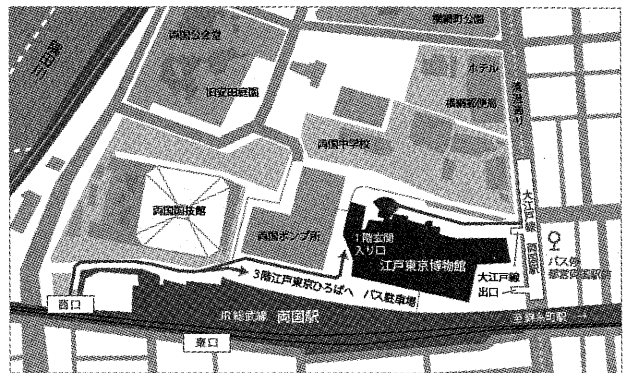 横網町公園
両国公会堂
隅田川
ホテル
旧安田庭園
横網郵便局
清澄通り
両国中学校
両国国技館
大江戸線 両国駅
両国ポンプ所
1階玄関
入り口
江戸東京博物館
バス停
都営両国駅前
大江戸線
出口
3階江戸東京ひろばへ
バス駐車場
西口
JR総武線 両国駅
至錦糸町駅 →
東口